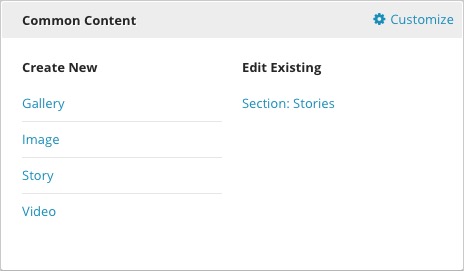 Common Content
Customize
Create New
Gallery
Image
Story
Video
Edit Existing
Section: Stories